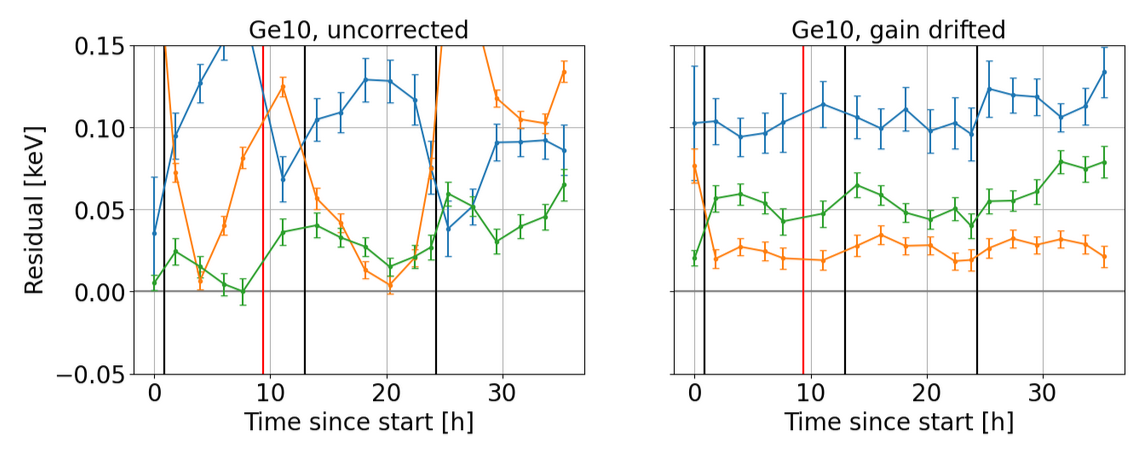 Ge10, uncorrected
Ge10, gain drifted
Residual [keV]
0.15
0.10
0.05
0.00
−0.05
0 10 20 30
0 10 20 30
Time since start [h]
Time since start [h]